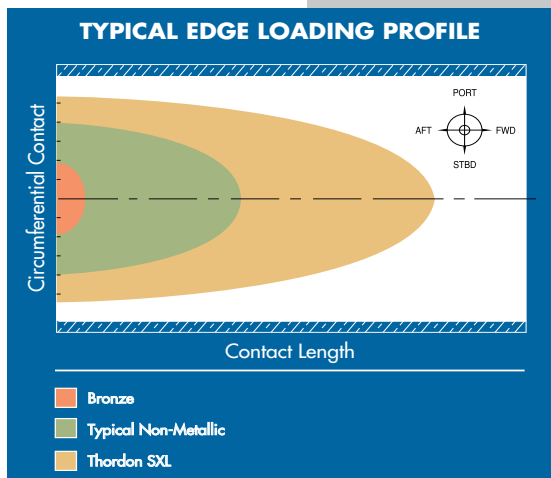 TYPICAL EDGE LOADING PROFILE
Circumferential Contact
PORT
AFT
FWD
STBD
Contact Length
Bronze
Typical Non-Metallic
Thordon SXL